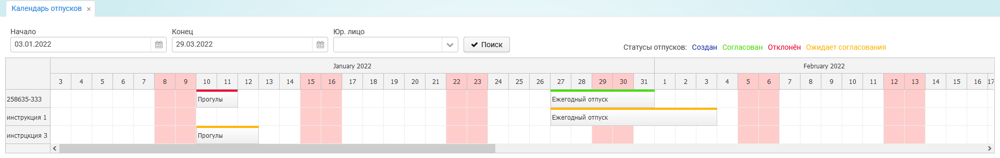 Календарь отпусков ×
Начало Конец Юр. лицо
03.01.2022 29.03.2022 Поиск
Статусы отпусков: Создан Согласован Отклонён Ожидает согласования
January 2022 February 2022
3 4 5 6 7 8 9 10 11 12 13 14 15 16 17 18 19 20 21 22 23 24 25 26 27 28 29 30 31 1 2 3 4 5 6 7 8 9 10 11 12 13 14 15 16 17
258635-333 Прогулы Ежегодный отпуск
инструкция 1 Ежегодный отпуск
инстрцкция 3 Прогулы